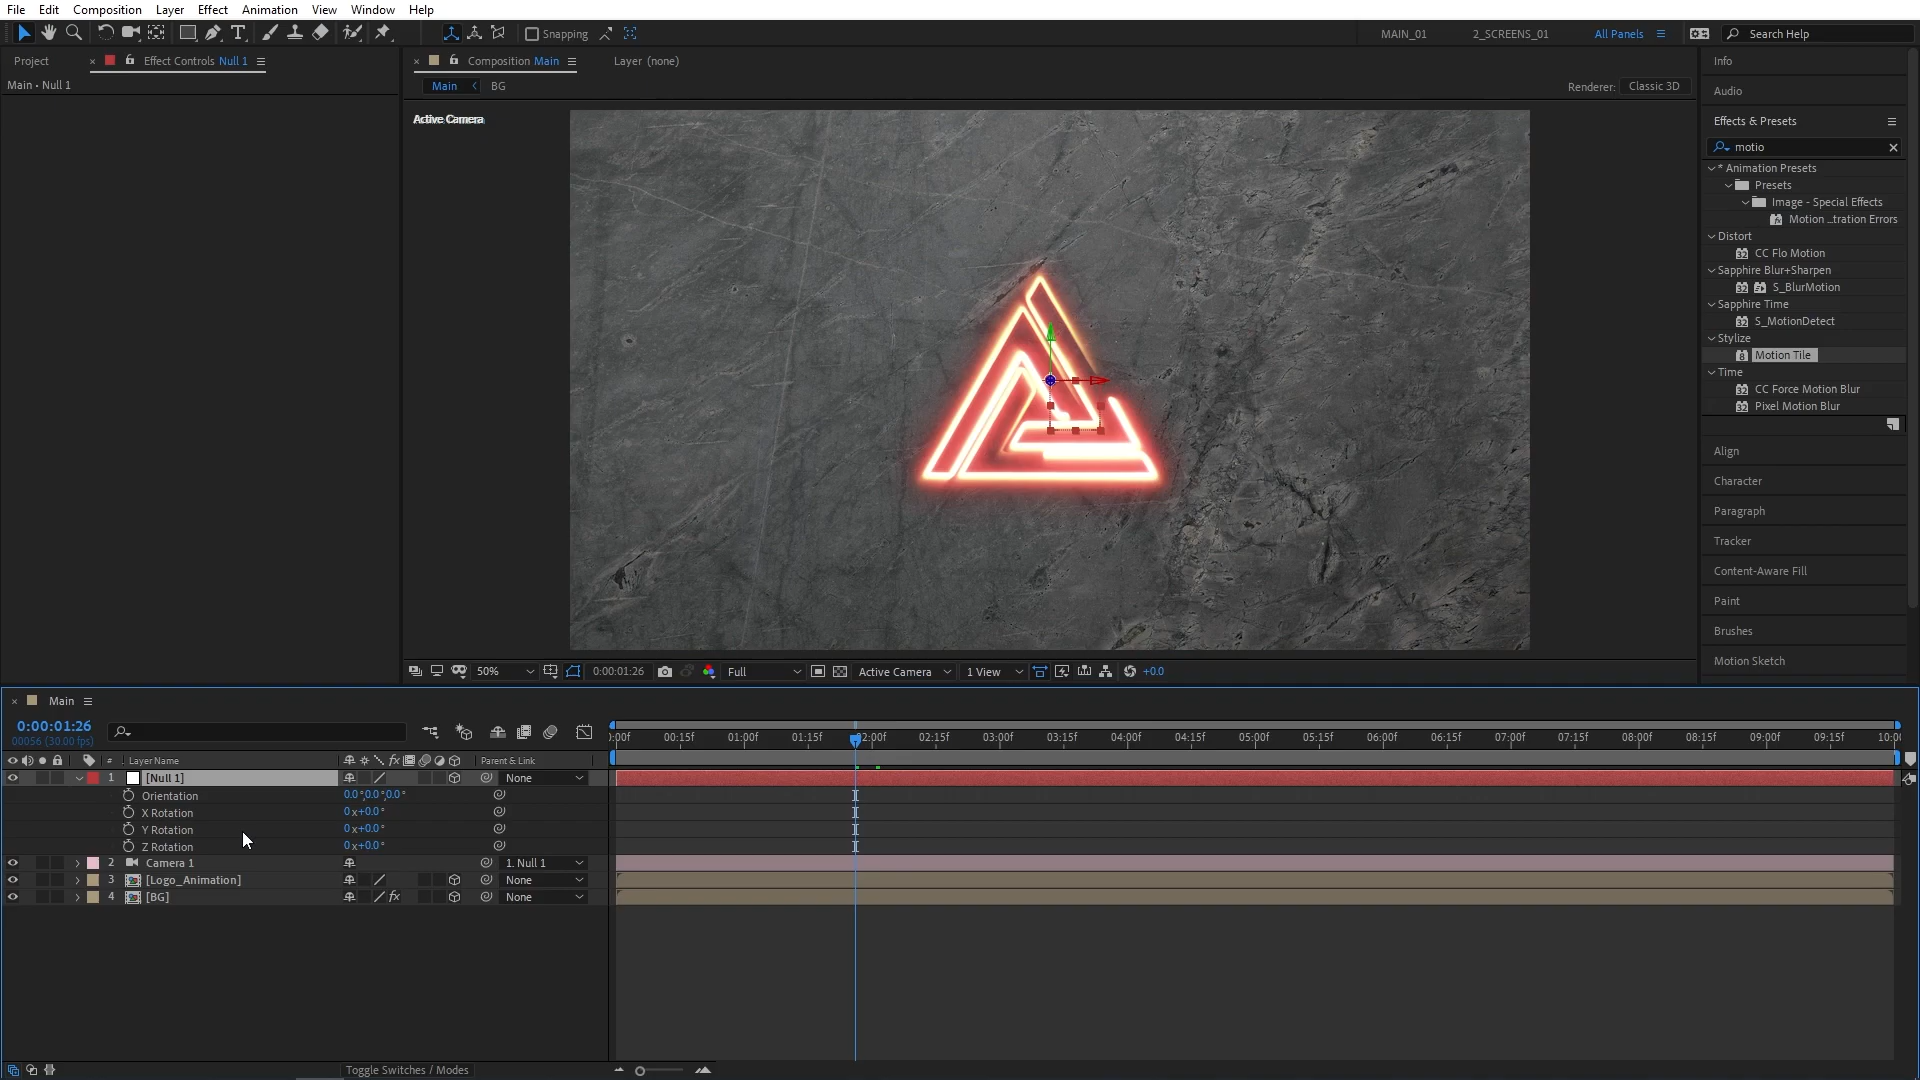 File Edit Composition Layer Effect Animation View Window Help
Snapping
MAIN_01 2_SCREENS_01 All Panels Search Help
Project
Effect Controls Null 1
Composition Main
Layer (none)
Info
Main • Null 1
Main BG
Renderer: Classic 3D
Audio
Active Camera
Effects & Presets
motio
* Animation Presets
Presets
Image - Special Effects
Motion ...tration Errors
Distort
CC Flo Motion
Sapphire Blur+Sharpen
S_BlurMotion
Sapphire Time
S_MotionDetect
Stylize
Motion Tile
Time
CC Force Motion Blur
Pixel Motion Blur
Align
Character
Paragraph
Tracker
Content-Aware Fill
Paint
Brushes
Motion Sketch
50% 0:00:01:26 Full Active Camera 1 View +0.0
Main
0:00:01:26
00056 (30.00 fps)
):00f 00:15f 01:00f 01:15f 02:00f 02:15f 03:00f 03:15f 04:00f 04:15f 05:00f 05:15f 06:00f 06:15f 07:00f 07:15f 08:00f 08:15f 09:00f 09:15f 10:00
# Layer Name fx Parent & Link
1 [Null 1] None
Orientation 0.0°,0.0°,0.0°
X Rotation 0x+0.0°
Y Rotation 0x+0.0°
Z Rotation 0x+0.0°
2 Camera 1 1. Null 1
3 [Logo_Animation] None
4 [BG] fx None
Toggle Switches / Modes